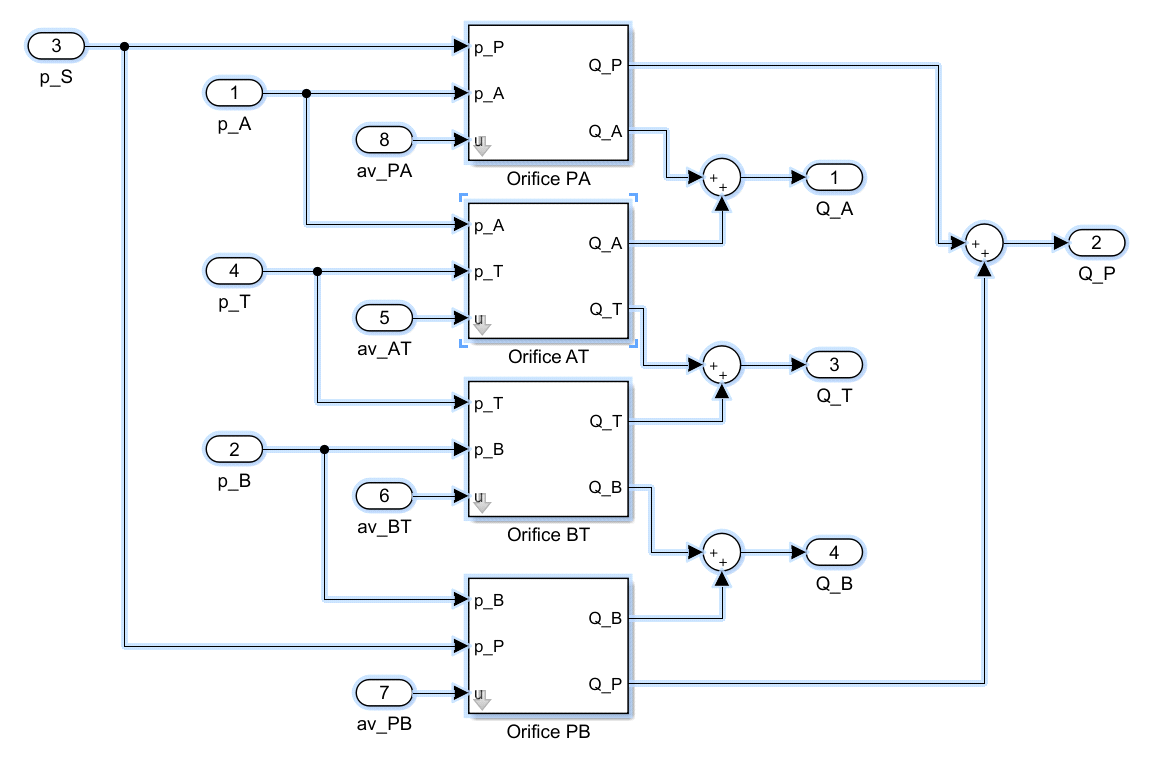 3
p_S
1
p_A
8
av_PA
p_P
p_A
u
Q_P
Q_A
Orifice PA
1
Q_A
4
p_T
5
av_AT
p_A
p_T
u
Q_A
Q_T
Orifice AT
3
Q_T
2
Q_P
2
p_B
6
av_BT
p_T
p_B
u
Q_T
Q_B
Orifice BT
4
Q_B
7
av_PB
p_B
p_P
u
Q_B
Q_P
Orifice PB
+
+
+
+
+
+
+
+